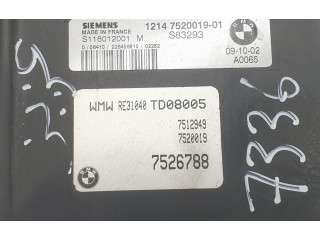 SIEMENS
MADE IN FRANCE
1214 7520019-01
S118012001 M
S83293
09-10-02
A0065
WMW RE31040 TD08005
7512949
7520019
7526788
7330